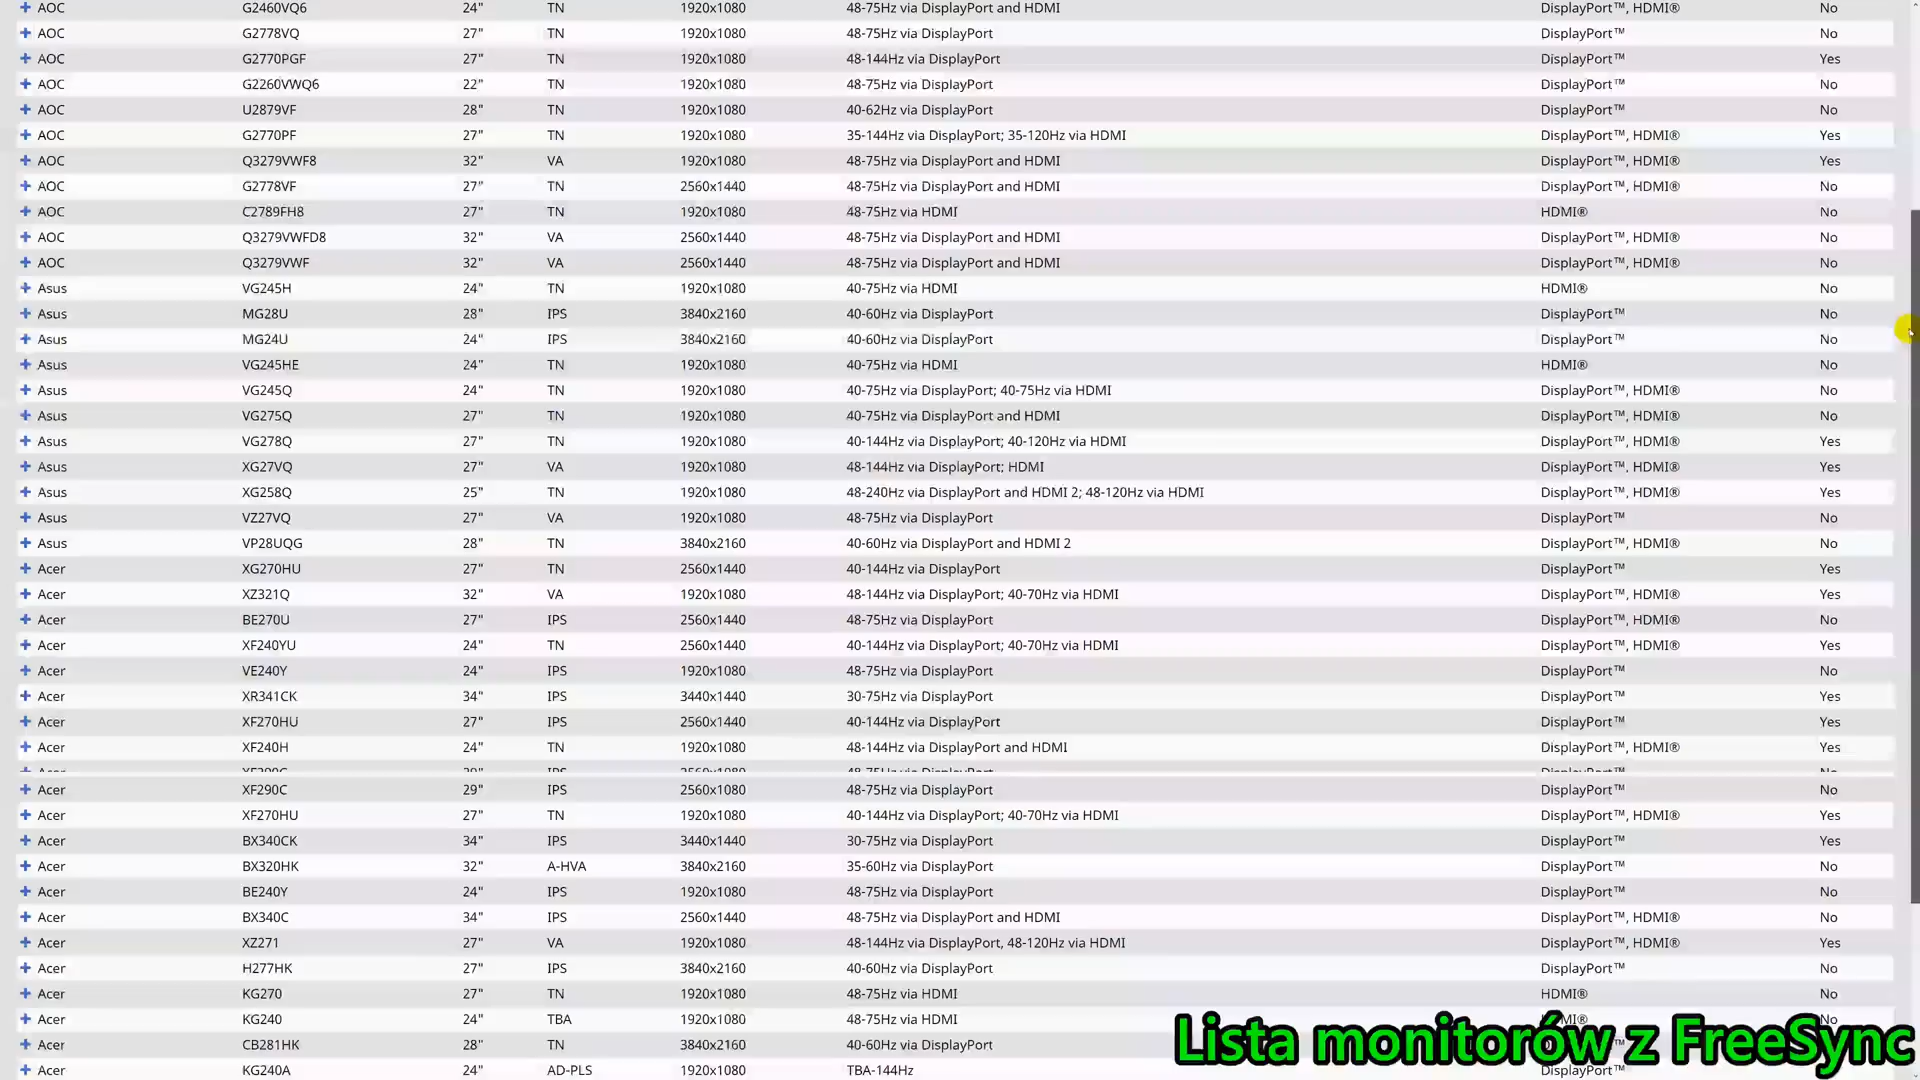 + AOC G2460VQ6 24" TN 1920x1080 48-75Hz via DisplayPort and HDMI DisplayPort™, HDMI® No
+ AOC G2778VQ 27" TN 1920x1080 48-75Hz via DisplayPort DisplayPort™ No
+ AOC G2770PGF 27" TN 1920x1080 48-144Hz via DisplayPort DisplayPort™ Yes
+ AOC G2260VWQ6 22" TN 1920x1080 48-75Hz via DisplayPort DisplayPort™ No
+ AOC U2879VF 28" TN 1920x1080 40-62Hz via DisplayPort DisplayPort™ No
+ AOC G2770PF 27" TN 1920x1080 35-144Hz via DisplayPort; 35-120Hz via HDMI DisplayPort™, HDMI® Yes
+ AOC Q3279VWF8 32" VA 1920x1080 48-75Hz via DisplayPort and HDMI DisplayPort™, HDMI® Yes
+ AOC G2778VF 27" TN 2560x1440 48-75Hz via DisplayPort and HDMI DisplayPort™, HDMI® No
+ AOC C2789FH8 27" TN 1920x1080 48-75Hz via HDMI HDMI® No
+ AOC Q3279VWFD8 32" VA 2560x1440 48-75Hz via DisplayPort and HDMI DisplayPort™, HDMI® No
+ AOC Q3279VWF 32" VA 2560x1440 48-75Hz via DisplayPort and HDMI DisplayPort™, HDMI® No
+ Asus VG245H 24" TN 1920x1080 40-75Hz via HDMI HDMI® No
+ Asus MG28U 28" IPS 3840x2160 40-60Hz via DisplayPort DisplayPort™ No
+ Asus MG24U 24" IPS 3840x2160 40-60Hz via DisplayPort DisplayPort™ No
+ Asus VG245HE 24" TN 1920x1080 40-75Hz via HDMI HDMI® No
+ Asus VG245Q 24" TN 1920x1080 40-75Hz via DisplayPort; 40-75Hz via HDMI DisplayPort™, HDMI® No
+ Asus VG275Q 27" TN 1920x1080 40-75Hz via DisplayPort and HDMI DisplayPort™, HDMI® No
+ Asus VG278Q 27" TN 1920x1080 40-144Hz via DisplayPort; 40-120Hz via HDMI DisplayPort™, HDMI® Yes
+ Asus XG27VQ 27" VA 1920x1080 48-144Hz via DisplayPort; HDMI DisplayPort™, HDMI® Yes
+ Asus XG258Q 25" TN 1920x1080 48-240Hz via DisplayPort and HDMI 2; 48-120Hz via HDMI DisplayPort™, HDMI® Yes
+ Asus VZ27VQ 27" VA 1920x1080 48-75Hz via DisplayPort DisplayPort™ No
+ Asus VP28UQG 28" TN 3840x2160 40-60Hz via DisplayPort and HDMI 2 DisplayPort™, HDMI® No
+ Acer XG270HU 27" TN 2560x1440 40-144Hz via DisplayPort DisplayPort™ Yes
+ Acer XZ321Q 32" VA 1920x1080 48-144Hz via DisplayPort; 40-70Hz via HDMI DisplayPort™, HDMI® Yes
+ Acer BE270U 27" IPS 2560x1440 48-75Hz via DisplayPort DisplayPort™, HDMI® No
+ Acer XF240YU 24" TN 2560x1440 40-144Hz via DisplayPort; 40-70Hz via HDMI DisplayPort™, HDMI® Yes
+ Acer VE240Y 24" IPS 1920x1080 48-75Hz via DisplayPort DisplayPort™ No
+ Acer XR341CK 34" IPS 3440x1440 30-75Hz via DisplayPort DisplayPort™ Yes
+ Acer XF270HU 27" IPS 2560x1440 40-144Hz via DisplayPort DisplayPort™ Yes
+ Acer XF240H 24" TN 1920x1080 48-144Hz via DisplayPort and HDMI DisplayPort™, HDMI® Yes
+ Acer XF290C 29" IPS 2560x1080 48-75Hz via DisplayPort DisplayPort™ No
+ Acer XF270HU 27" TN 1920x1080 40-144Hz via DisplayPort; 40-70Hz via HDMI DisplayPort™, HDMI® Yes
+ Acer BX340CK 34" IPS 3440x1440 30-75Hz via DisplayPort DisplayPort™ Yes
+ Acer BX320HK 32" A-HVA 3840x2160 35-60Hz via DisplayPort DisplayPort™ No
+ Acer BE240Y 24" IPS 1920x1080 48-75Hz via DisplayPort DisplayPort™ No
+ Acer BX340C 34" IPS 2560x1440 48-75Hz via DisplayPort and HDMI DisplayPort™, HDMI® No
+ Acer XZ271 27" VA 1920x1080 48-144Hz via DisplayPort, 48-120Hz via HDMI DisplayPort™, HDMI® Yes
+ Acer H277HK 27" IPS 3840x2160 40-60Hz via DisplayPort DisplayPort™ No
+ Acer KG270 27" TN 1920x1080 48-75Hz via HDMI HDMI® No
+ Acer KG240 24" TBA 1920x1080 48-75Hz via HDMI No
+ Acer CB281HK 28" TN 3840x2160 40-60Hz via DisplayPort
+ Acer KG240A 24" AD-PLS 1920x1080 TBA-144Hz DisplayPort™
Lista monitorów z FreeSync